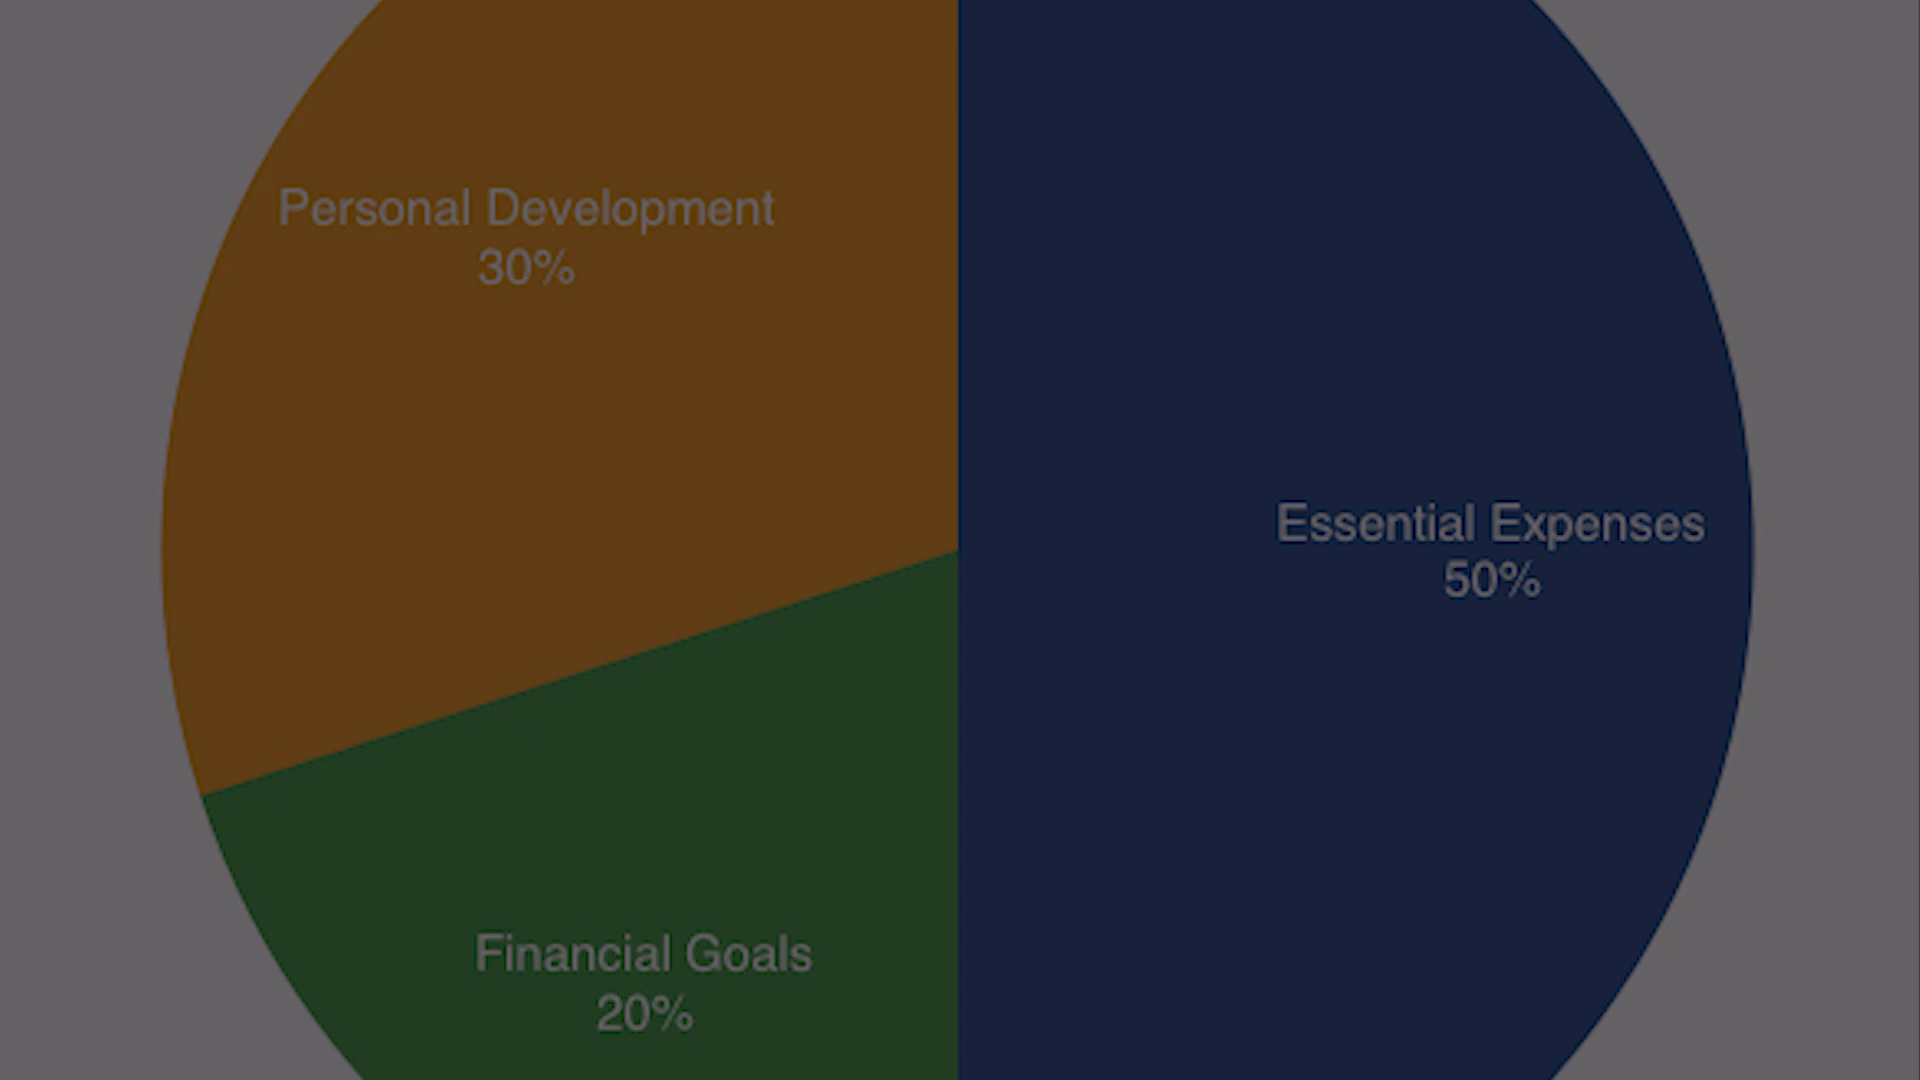 Personal Development
30%
Essential Expenses
50%
Financial Goals
20%